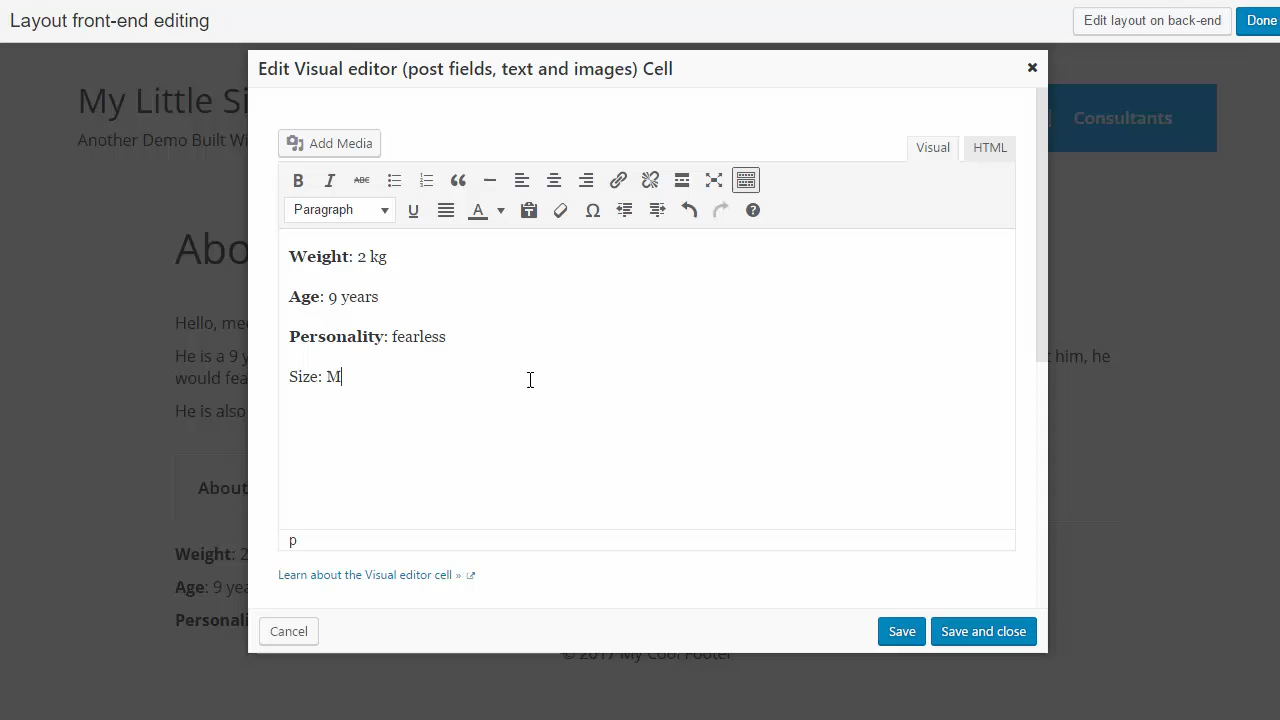 Layout front-end editing
Edit layout on back-end
Done
Edit Visual editor (post fields, text and images) Cell
My Little Si
Another Demo Built Wi
Consultants
Add Media
Visual
HTML
B I ABC
Paragraph
U A Ω
Weight: 2 kg
Age: 9 years
Personality: fearless
Size: M
p
Learn about the Visual editor cell »
Cancel
Save
Save and close
Abo
Hello, me
He is a 9 y
t him, he
would fea
He is also
About
Weight: 2
Age: 9 yea
Personali
© 2017 My Cool Footer